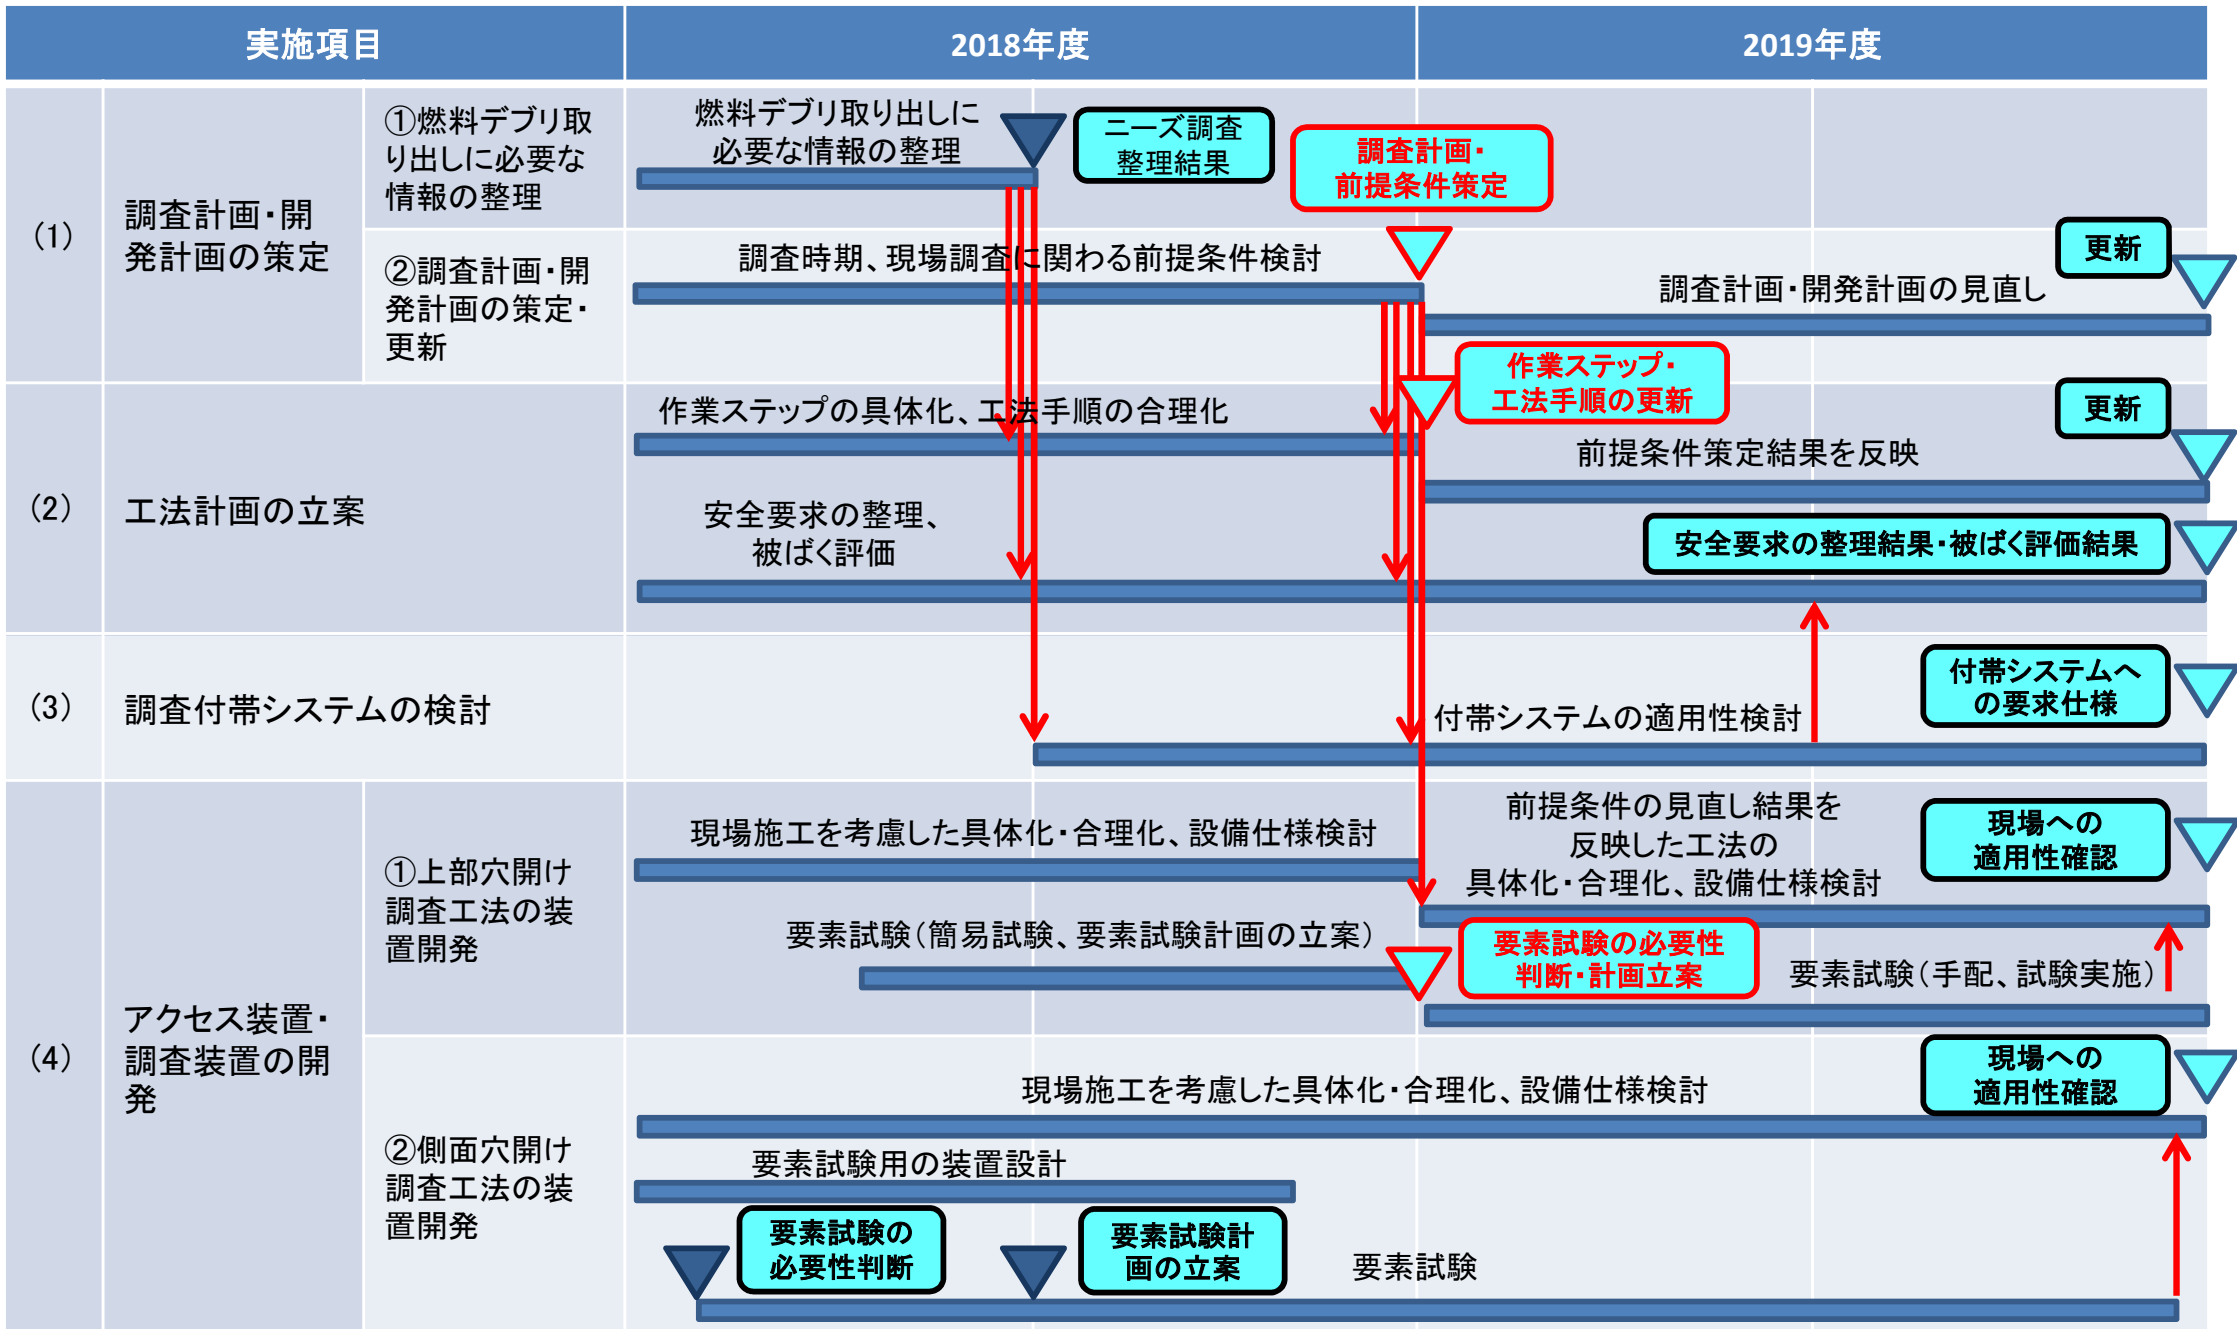 実施項目
2018年度
2019年度
(1)
調査計画・開
発計画の策定
①燃料デブリ取
り出しに必要な
情報の整理
燃料デブリ取り出しに
必要な情報の整理
ニーズ調査
整理結果
調査計画・
前提条件策定
②調査計画・開
発計画の策定・
更新
調査時期、現場調査に関わる前提条件検討
更新
調査計画・開発計画の見直し
(2)
工法計画の立案
作業ステップの具体化、工法手順の合理化
作業ステップ・
工法手順の更新
更新
前提条件策定結果を反映
安全要求の整理、
被ばく評価
安全要求の整理結果・被ばく評価結果
(3)
調査付帯システムの検討
付帯システムの適用性検討
付帯システムへ
の要求仕様
(4)
アクセス装置・
調査装置の開
発
①上部穴開け
調査工法の装
置開発
現場施工を考慮した具体化・合理化、設備仕様検討
前提条件の見直し結果を
反映した工法の
具体化・合理化、設備仕様検討
現場への
適用性確認
要素試験(簡易試験、要素試験計画の立案)
要素試験の必要性
判断・計画立案
要素試験(手配、試験実施)
②側面穴開け
調査工法の装
置開発
現場施工を考慮した具体化・合理化、設備仕様検討
現場への
適用性確認
要素試験用の装置設計
要素試験の
必要性判断
要素試験計
画の立案
要素試験